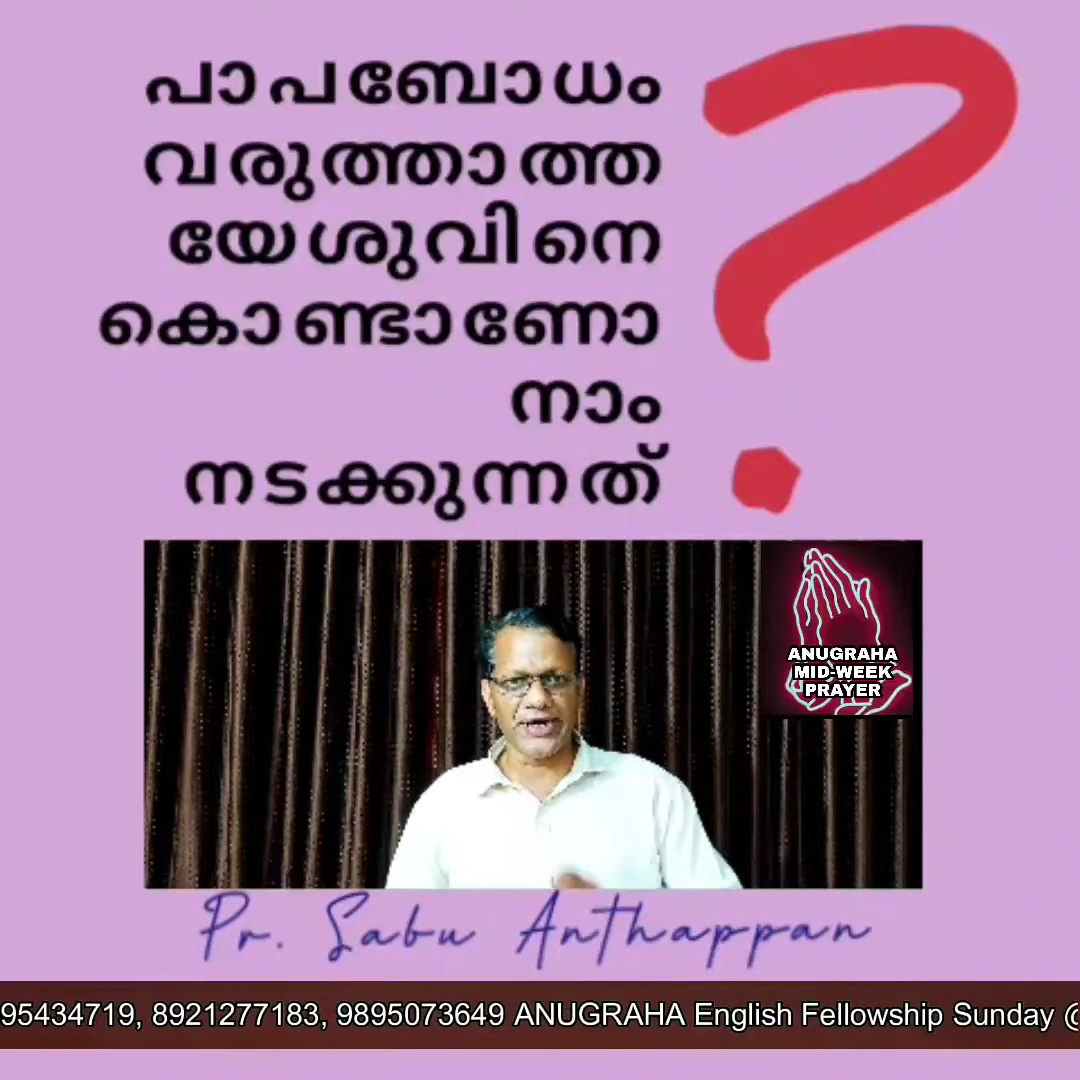 പാപബോധം
വരുത്താത്ത
യേശുവിനെ
കൊണ്ടാണോ
നാം
നടക്കുന്നത്
?
ANUGRAHA
MID-WEEK
PRAYER
Pr. Sabu Anthappan
95434719, 8921277183, 9895073649 ANUGRAHA English Fellowship Sunday @